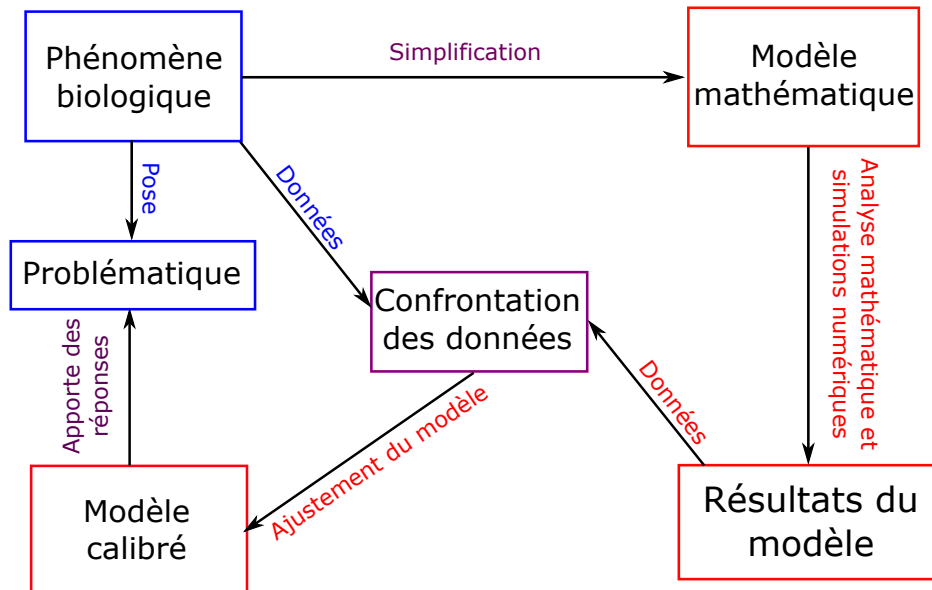 Phénomène
biologique
Simplification
Modèle
mathématique
Pose
Données
Analyse mathématique et
simulations numériques
Problématique
Confrontation
des données
Apporte des
réponses
Ajustement du modèle
Données
Modèle
calibré
Résultats du
modèle